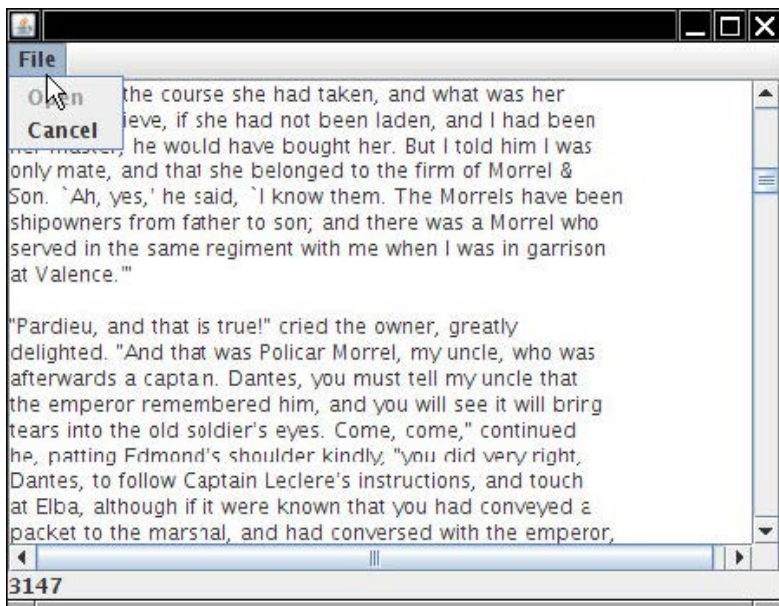 File
Open
Cancel
the course she had taken, and what was her
ieve, if she had not been laden, and I had been
her master, he would have bought her. But I told him I was
only mate, and that she belonged to the firm of Morrel &
Son. `Ah, yes,' he said, `I know them. The Morrels have been
shipowners from father to son; and there was a Morrel who
served in the same regiment with me when I was in garrison
at Valence.'"
"Pardieu, and that is true!" cried the owner, greatly
delighted. "And that was Policar Morrel, my uncle, who was
afterwards a captain. Dantes, you must tell my uncle that
the emperor remembered him, and you will see it will bring
tears into the old soldier's eyes. Come, come," continued
he, patting Edmond's shoulder kindly, "you did very right,
Dantes, to follow Captain Leclere's instructions, and touch
at Elba, although if it were known that you had conveyed a
packet to the marshal, and had conversed with the emperor,
3147